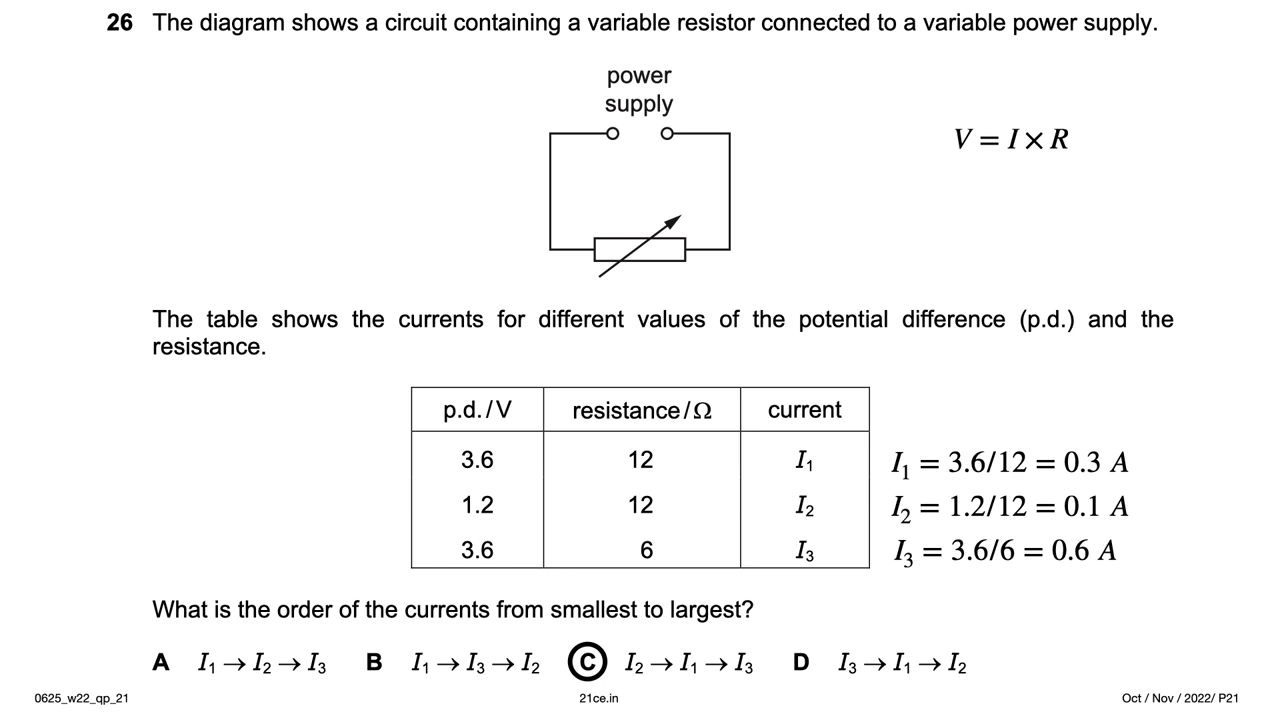 26 The diagram shows a circuit containing a variable resistor connected to a variable power supply.
power
supply
V = I × R
The table shows the currents for different values of the potential difference (p.d.) and the
resistance.
p.d. / V resistance / Ω current
3.6 12 I₁ I₁ = 3.6/12 = 0.3 A
1.2 12 I₂ I₂ = 1.2/12 = 0.1 A
3.6 6 I₃ I₃ = 3.6/6 = 0.6 A
What is the order of the currents from smallest to largest?
A I₁ → I₂ → I₃ B I₁ → I₃ → I₂ C I₂ → I₁ → I₃ D I₃ → I₁ → I₂
0625_w22_qp_21 21ce.in Oct / Nov / 2022/ P21